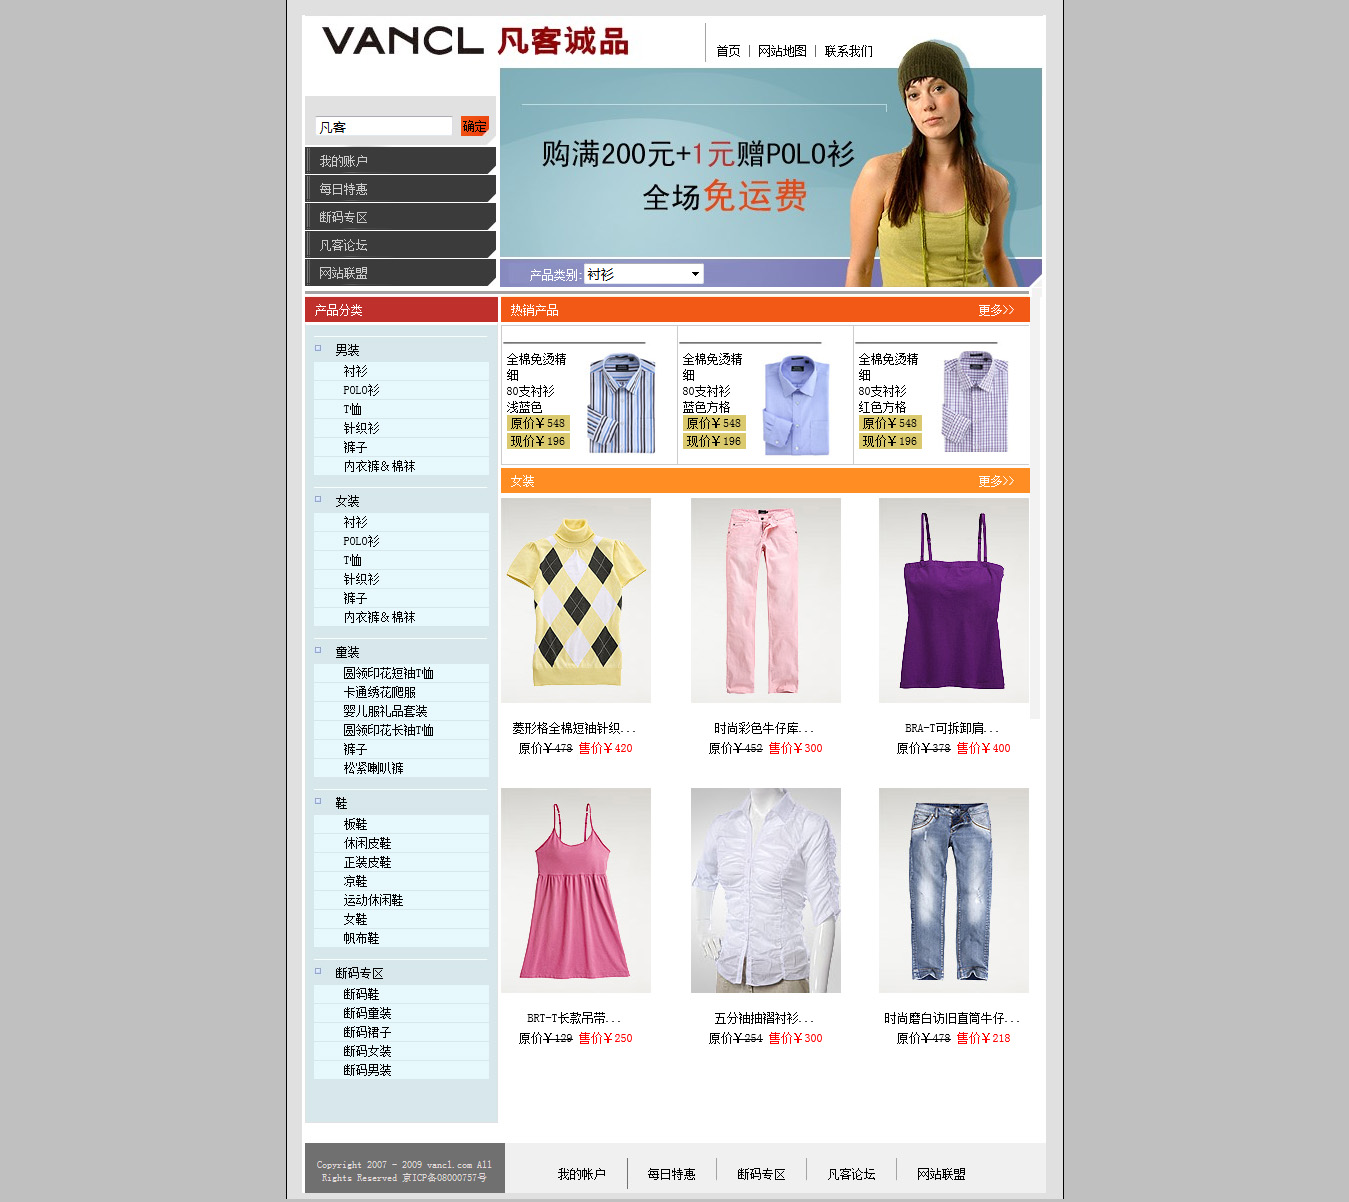 VANCL 凡客诚品
首页 | 网站地图 | 联系我们
凡客
确定
我的账户
每日特惠
断码专区
凡客论坛
网站联盟
购满200元+1元赠POLO衫
全场免运费
产品类别:
衬衫
产品分类
男装
衬衫
POLO衫
T恤
针织衫
裤子
内衣裤&棉袜
女装
衬衫
POLO衫
T恤
针织衫
裤子
内衣裤&棉袜
童装
圆领印花短袖T恤
卡通绣花爬服
婴儿服礼品套装
圆领印花长袖T恤
裤子
松紧喇叭裤
鞋
板鞋
休闲皮鞋
正装皮鞋
凉鞋
运动休闲鞋
女鞋
帆布鞋
断码专区
断码鞋
断码童装
断码裙子
断码女装
断码男装
热销产品
更多>>
全棉免烫精
细
80支衬衫
浅蓝色
原价￥548
现价￥196
全棉免烫精
细
80支衬衫
蓝色方格
原价￥548
现价￥196
全棉免烫精
细
80支衬衫
红色方格
原价￥548
现价￥196
女装
更多>>
菱形格全棉短袖针织...
原价￥478 售价￥420
时尚彩色牛仔库...
原价￥452 售价￥300
BRA-T可拆卸肩...
原价￥378 售价￥400
BRT-T长款吊带...
原价￥129 售价￥250
五分袖抽褶衬衫...
原价￥254 售价￥300
时尚磨白访旧直筒牛仔...
原价￥478 售价￥218
Copyright 2007 - 2009 vancl.com All
Rights Reserved 京ICP备08000757号
我的帐户
每日特惠
断码专区
凡客论坛
网站联盟